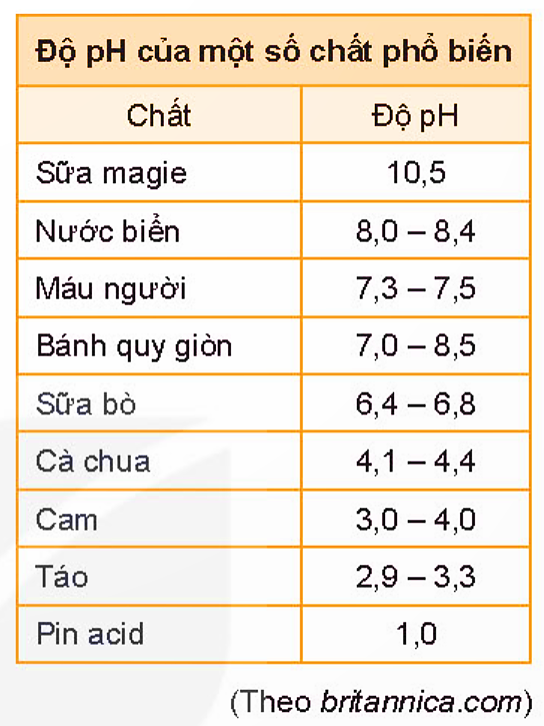 Độ pH của một số chất phổ biến
Chất Độ pH
Sữa magie 10,5
Nước biển 8,0 – 8,4
Máu người 7,3 – 7,5
Bánh quy giòn 7,0 – 8,5
Sữa bò 6,4 – 6,8
Cà chua 4,1 – 4,4
Cam 3,0 – 4,0
Táo 2,9 – 3,3
Pin acid 1,0
(Theo britannica.com)